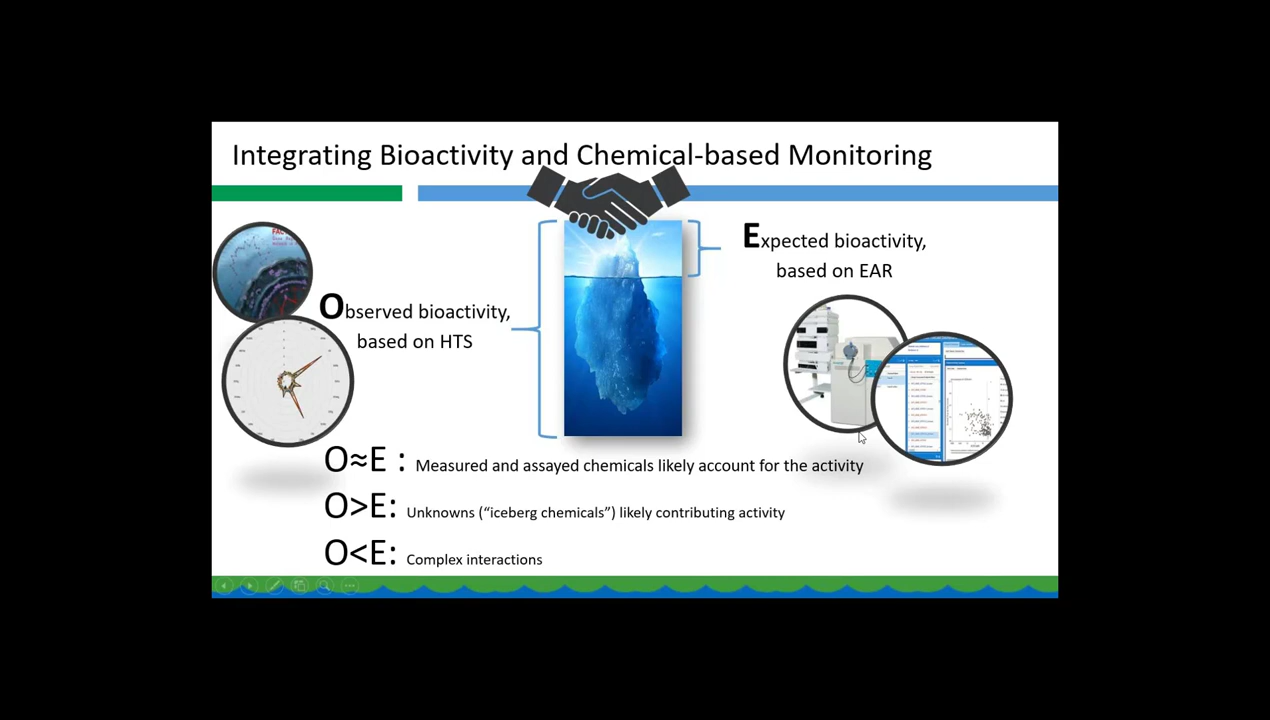 Integrating Bioactivity and Chemical-based Monitoring
Expected bioactivity,
based on EAR
Observed bioactivity,
based on HTS
O≈E : Measured and assayed chemicals likely account for the activity
O>E: Unknowns (“iceberg chemicals”) likely contributing activity
O<E: Complex interactions